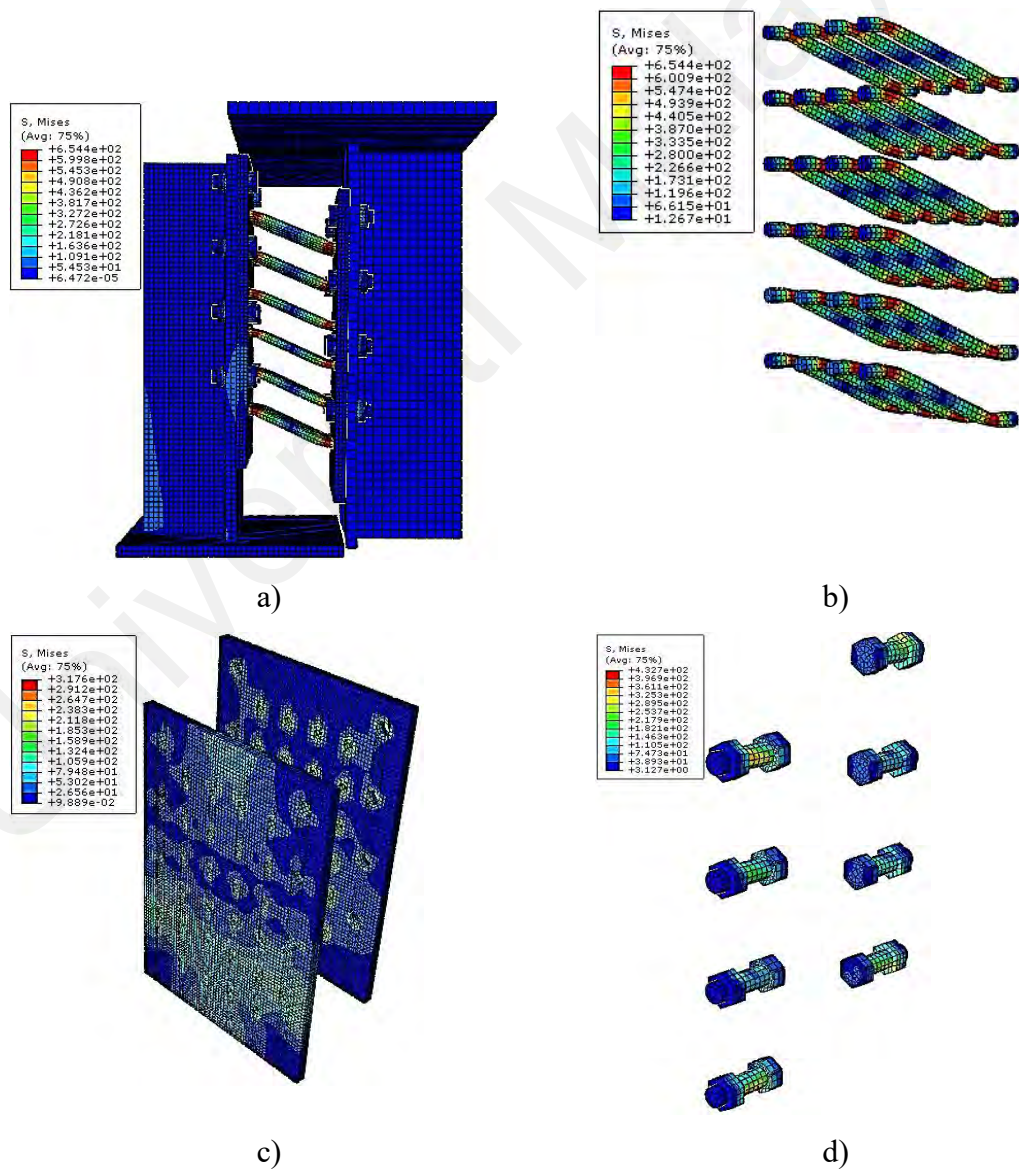 S, Mises
(Avg: 75%)
+6.544e+02
+5.998e+02
+5.453e+02
+4.908e+02
+4.362e+02
+3.817e+02
+3.272e+02
+2.726e+02
+2.181e+02
+1.636e+02
+1.091e+02
+5.453e+01
+6.472e-05
a)
S, Mises
(Avg: 75%)
+6.544e+02
+6.009e+02
+5.474e+02
+4.939e+02
+4.405e+02
+3.870e+02
+3.335e+02
+2.800e+02
+2.266e+02
+1.731e+02
+1.196e+02
+6.615e+01
+1.267e+01
b)
S, Mises
(Avg: 75%)
+3.176e+02
+2.912e+02
+2.647e+02
+2.383e+02
+2.118e+02
+1.853e+02
+1.589e+02
+1.324e+02
+1.059e+02
+7.948e+01
+5.302e+01
+2.656e+01
+9.889e-02
c)
S, Mises
(Avg: 75%)
+4.327e+02
+3.969e+02
+3.611e+02
+3.253e+02
+2.895e+02
+2.537e+02
+2.179e+02
+1.821e+02
+1.463e+02
+1.105e+02
+7.473e+01
+3.893e+01
+3.127e+00
d)